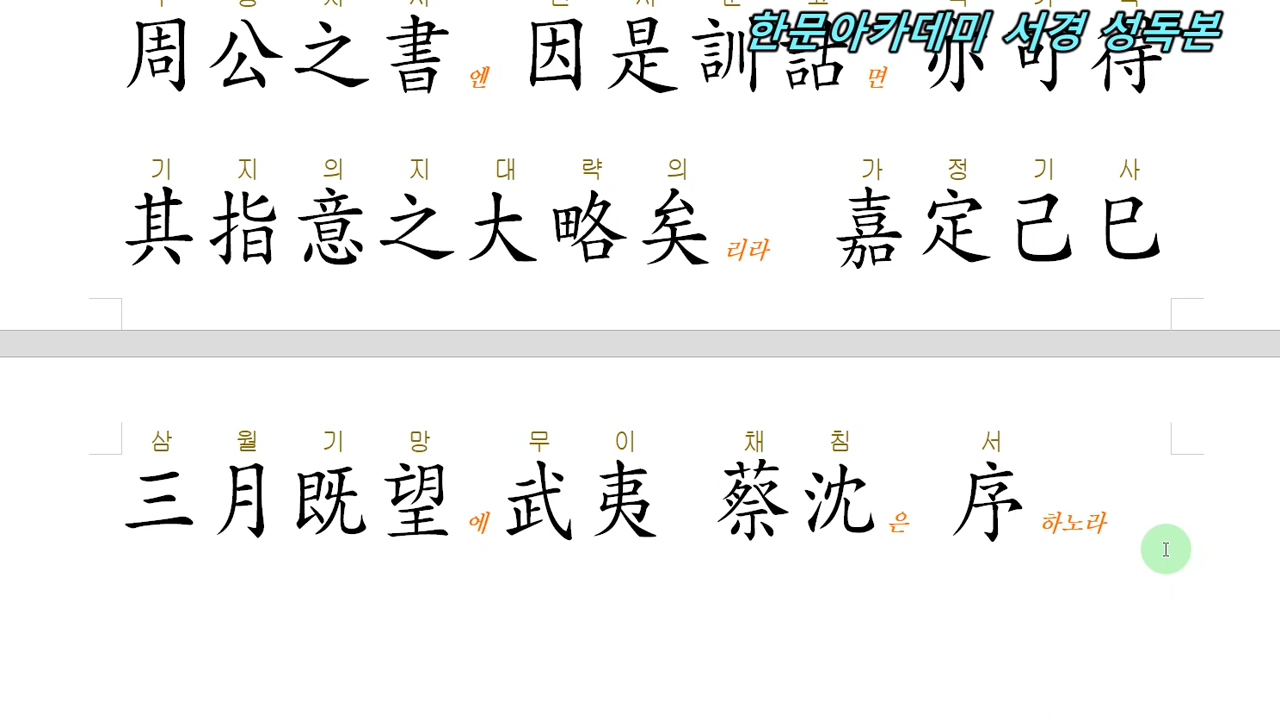 한문아카데미 서경 성독본
周公之書엔 因是訓詁면 亦可得
기 지 의 지 대 략 의 가 정 기 사
其指意之大略矣리라 嘉定己巳
삼 월 기 망 무 이 채 침 서
三月既望에 武夷 蔡沈은 序하노라